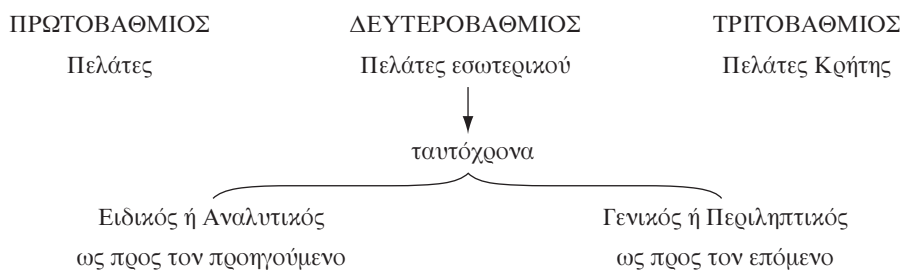 ΠΡΩΤΟΒΑΘΜΙΟΣ ΔΕΥΤΕΡΟΒΑΘΜΙΟΣ ΤΡΙΤΟΒΑΘΜΙΟΣ
Πελάτες Πελάτες εσωτερικού Πελάτες Κρήτης
ταυτόχρονα
Ειδικός ή Αναλυτικός Γενικός ή Περιληπτικός
ως προς τον προηγούμενο ως προς τον επόμενο